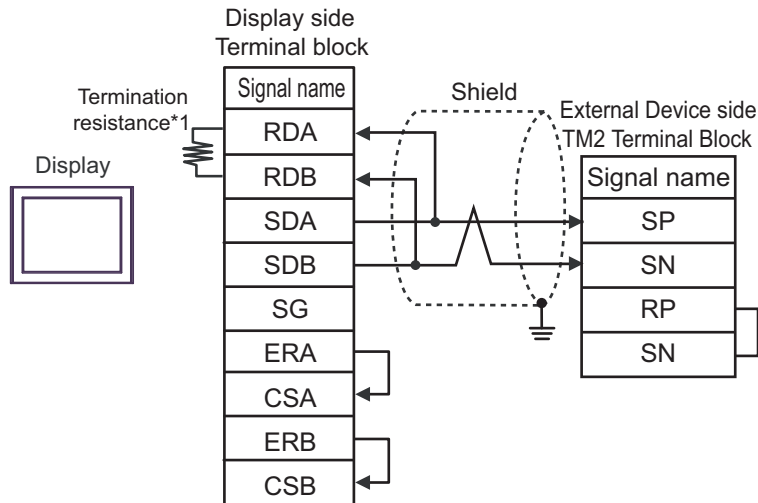 Display side
Terminal block
Signal name
RDA
RDB
SDA
SDB
SG
ERA
CSA
ERB
CSB
Termination
resistance*1
Display
Shield
External Device side
TM2 Terminal Block
Signal name
SP
SN
RP
SN